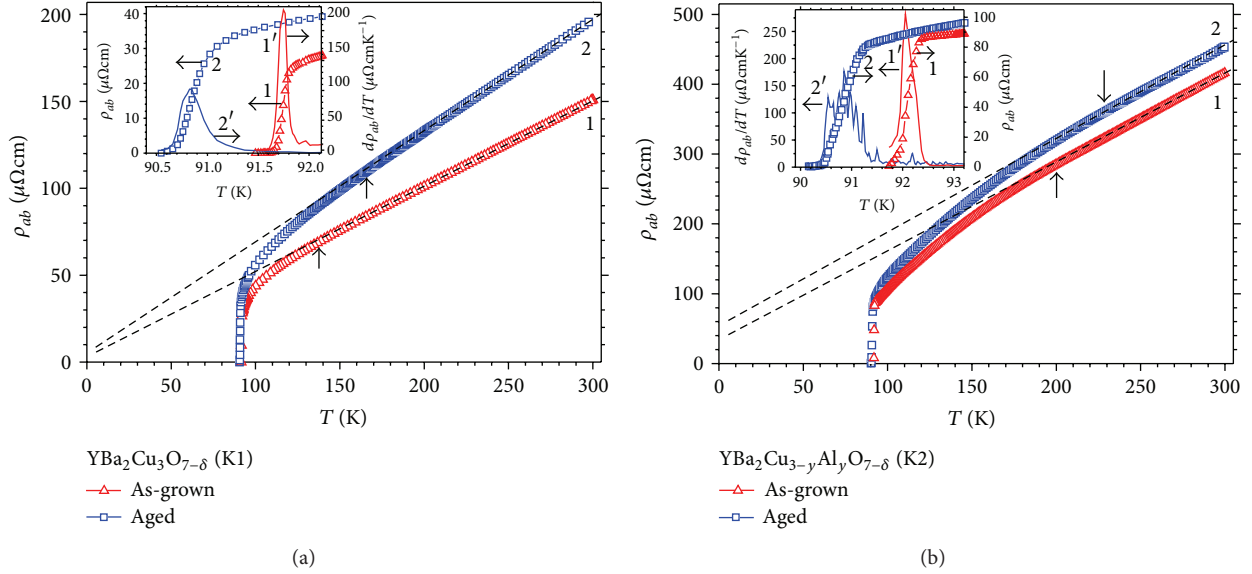 200
150
100
50
0
ρab (μΩcm)
0 50 100 150 200 250 300
T (K)
40
30
20
10
0
ρab (μΩcm)
90.5 91.0 91.5 92.0
T (K)
200
150
100
50
0
dρab/dT (μΩcmK−1)
1′
2
1
2′
2
1
YBa2Cu3O7−δ (K1)
As-grown
Aged
(a)
500
400
300
200
100
0
ρab (μΩcm)
0 50 100 150 200 250 300
T (K)
300
250
200
150
100
50
0
dρab/dT (μΩcmK−1)
90 91 92 93
T (K)
100
80
60
40
20
0
ρab (μΩcm)
1′
2
1
2′
2
1
YBa2Cu3−yAlyO7−δ (K2)
As-grown
Aged
(b)